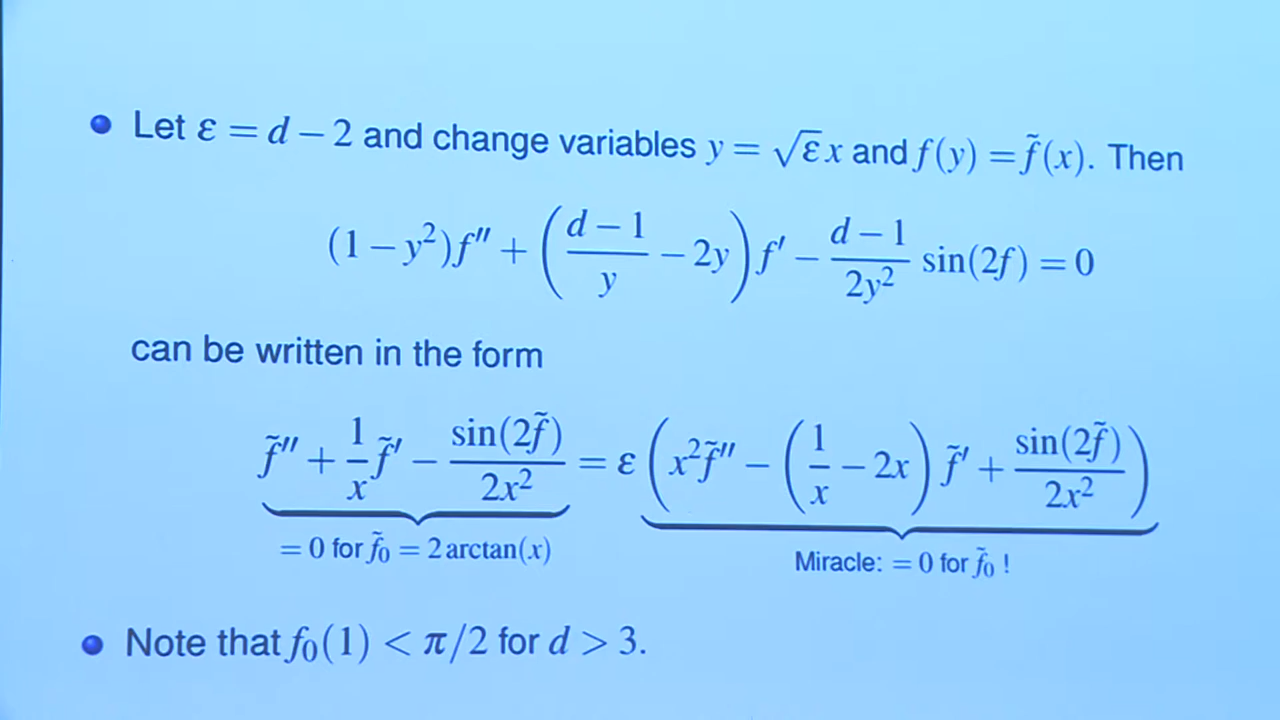 • Let ε = d − 2 and change variables y = √ε x and f(y) = f̃(x). Then
(1 − y²)f″ + ((d − 1)/y − 2y) f′ − (d − 1)/(2y²) sin(2f) = 0
can be written in the form
f̃″ + (1/x) f̃′ − sin(2f̃)/(2x²) = ε (x² f̃″ − (1/x − 2x) f̃′ + sin(2f̃)/(2x²))
= 0 for f̃₀ = 2 arctan(x)
Miracle: = 0 for f̃₀ !
• Note that f₀(1) < π/2 for d > 3.